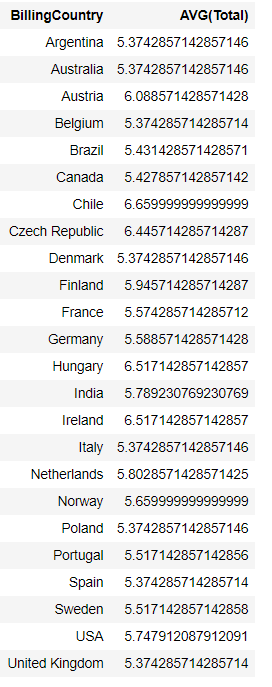 BillingCountry AVG(Total)
Argentina 5.3742857142857146
Australia 5.3742857142857146
Austria 6.088571428571428
Belgium 5.374285714285714
Brazil 5.431428571428571
Canada 5.427857142857142
Chile 6.659999999999999
Czech Republic 6.445714285714287
Denmark 5.3742857142857146
Finland 5.945714285714287
France 5.574285714285712
Germany 5.588571428571428
Hungary 6.517142857142857
India 5.789230769230769
Ireland 6.517142857142857
Italy 5.3742857142857146
Netherlands 5.8028571428571425
Norway 5.659999999999999
Poland 5.3742857142857146
Portugal 5.517142857142856
Spain 5.374285714285714
Sweden 5.517142857142858
USA 5.747912087912091
United Kingdom 5.374285714285714